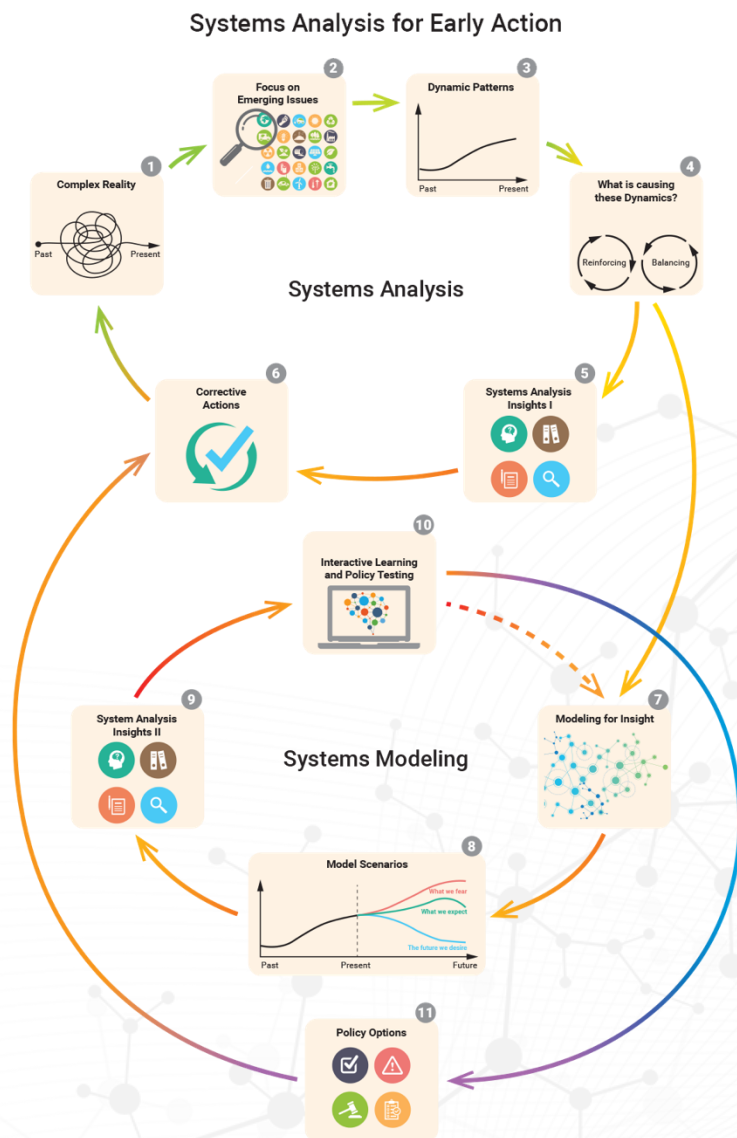 Systems Analysis for Early Action
1
Complex Reality
Past
Present
2
Focus on
Emerging Issues
3
Dynamic Patterns
Past
Present
4
What is causing
these Dynamics?
Reinforcing
Balancing
Systems Analysis
5
Systems Analysis
Insights I
6
Corrective
Actions
10
Interactive Learning
and Policy Testing
7
Modeling for Insight
9
System Analysis
Insights II
Systems Modeling
8
Model Scenarios
What we fear
What we expect
The future we desire
Past
Present
Future
11
Policy Options